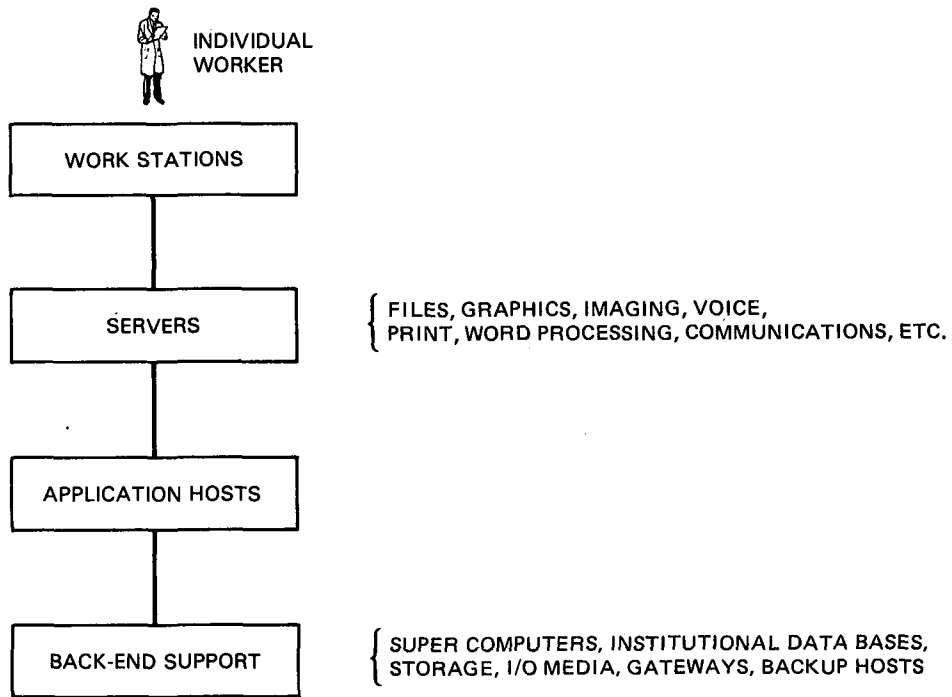 INDIVIDUAL
WORKER
WORK STATIONS
SERVERS
FILES, GRAPHICS, IMAGING, VOICE,
PRINT, WORD PROCESSING, COMMUNICATIONS, ETC.
APPLICATION HOSTS
BACK-END SUPPORT
SUPER COMPUTERS, INSTITUTIONAL DATA BASES,
STORAGE, I/O MEDIA, GATEWAYS, BACKUP HOSTS